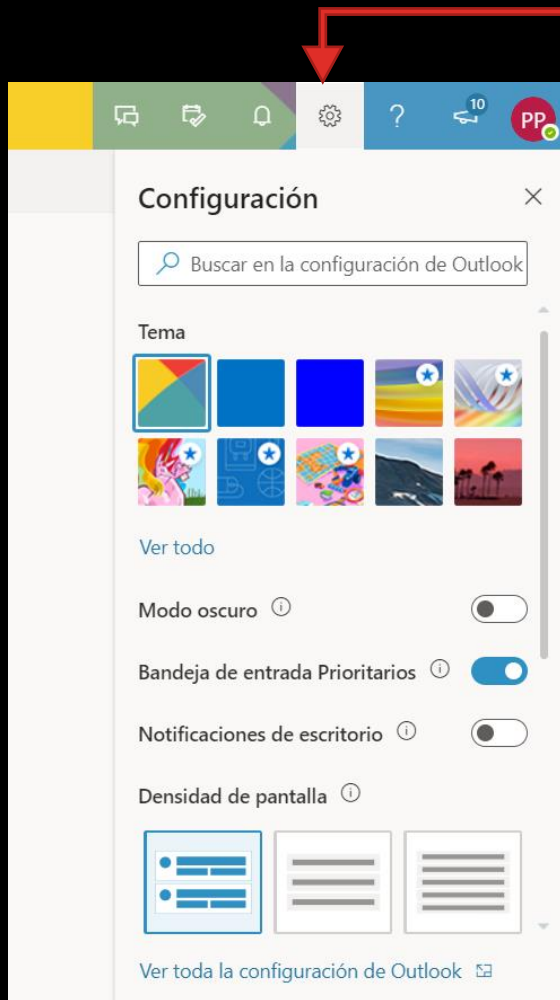 10
PP
Configuración
Buscar en la configuración de Outlook
Tema
Ver todo
Modo oscuro
Bandeja de entrada Prioritarios
Notificaciones de escritorio
Densidad de pantalla
Ver toda la configuración de Outlook